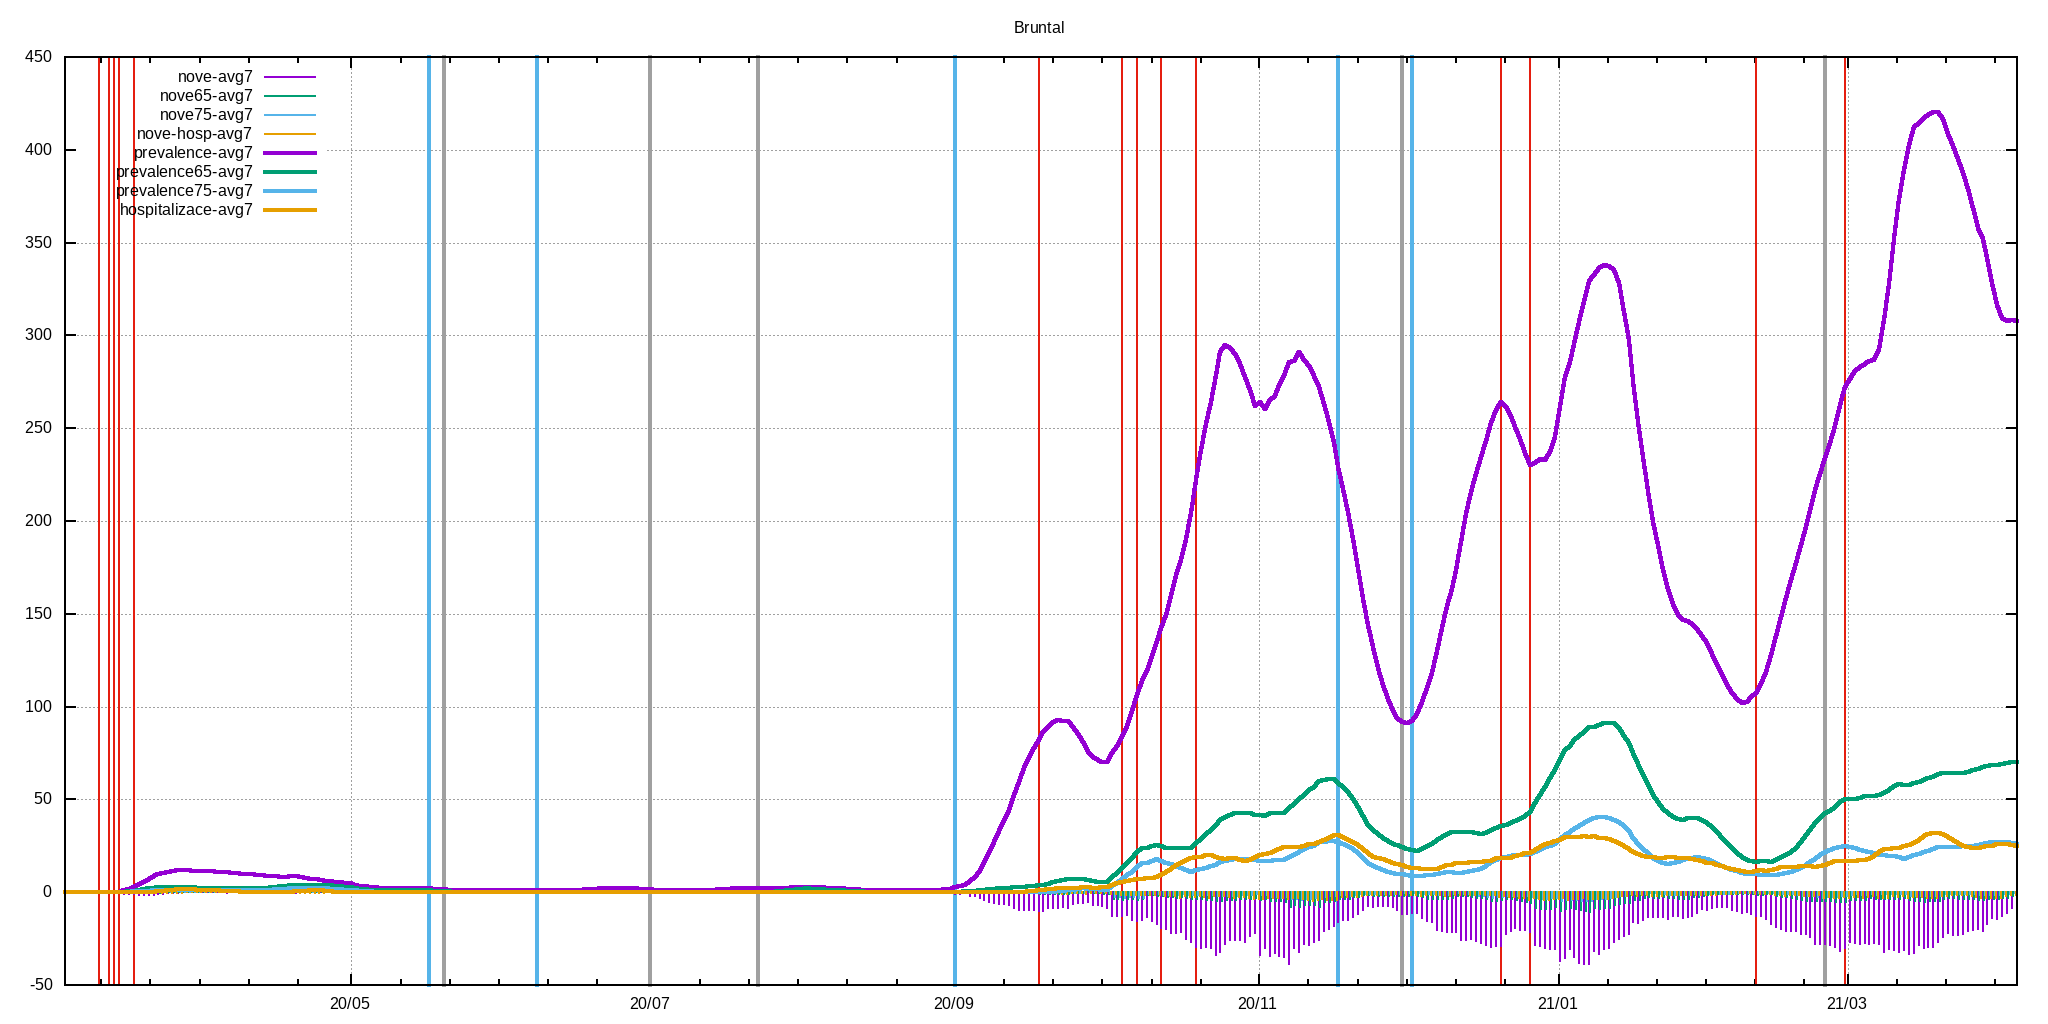 Bruntal
450
400
350
300
250
200
150
100
50
0
-50
nove-avg7
nove65-avg7
nove75-avg7
nove-hosp-avg7
prevalence-avg7
prevalence65-avg7
prevalence75-avg7
hospitalizace-avg7
20/05 20/07 20/09 20/11 21/01 21/03